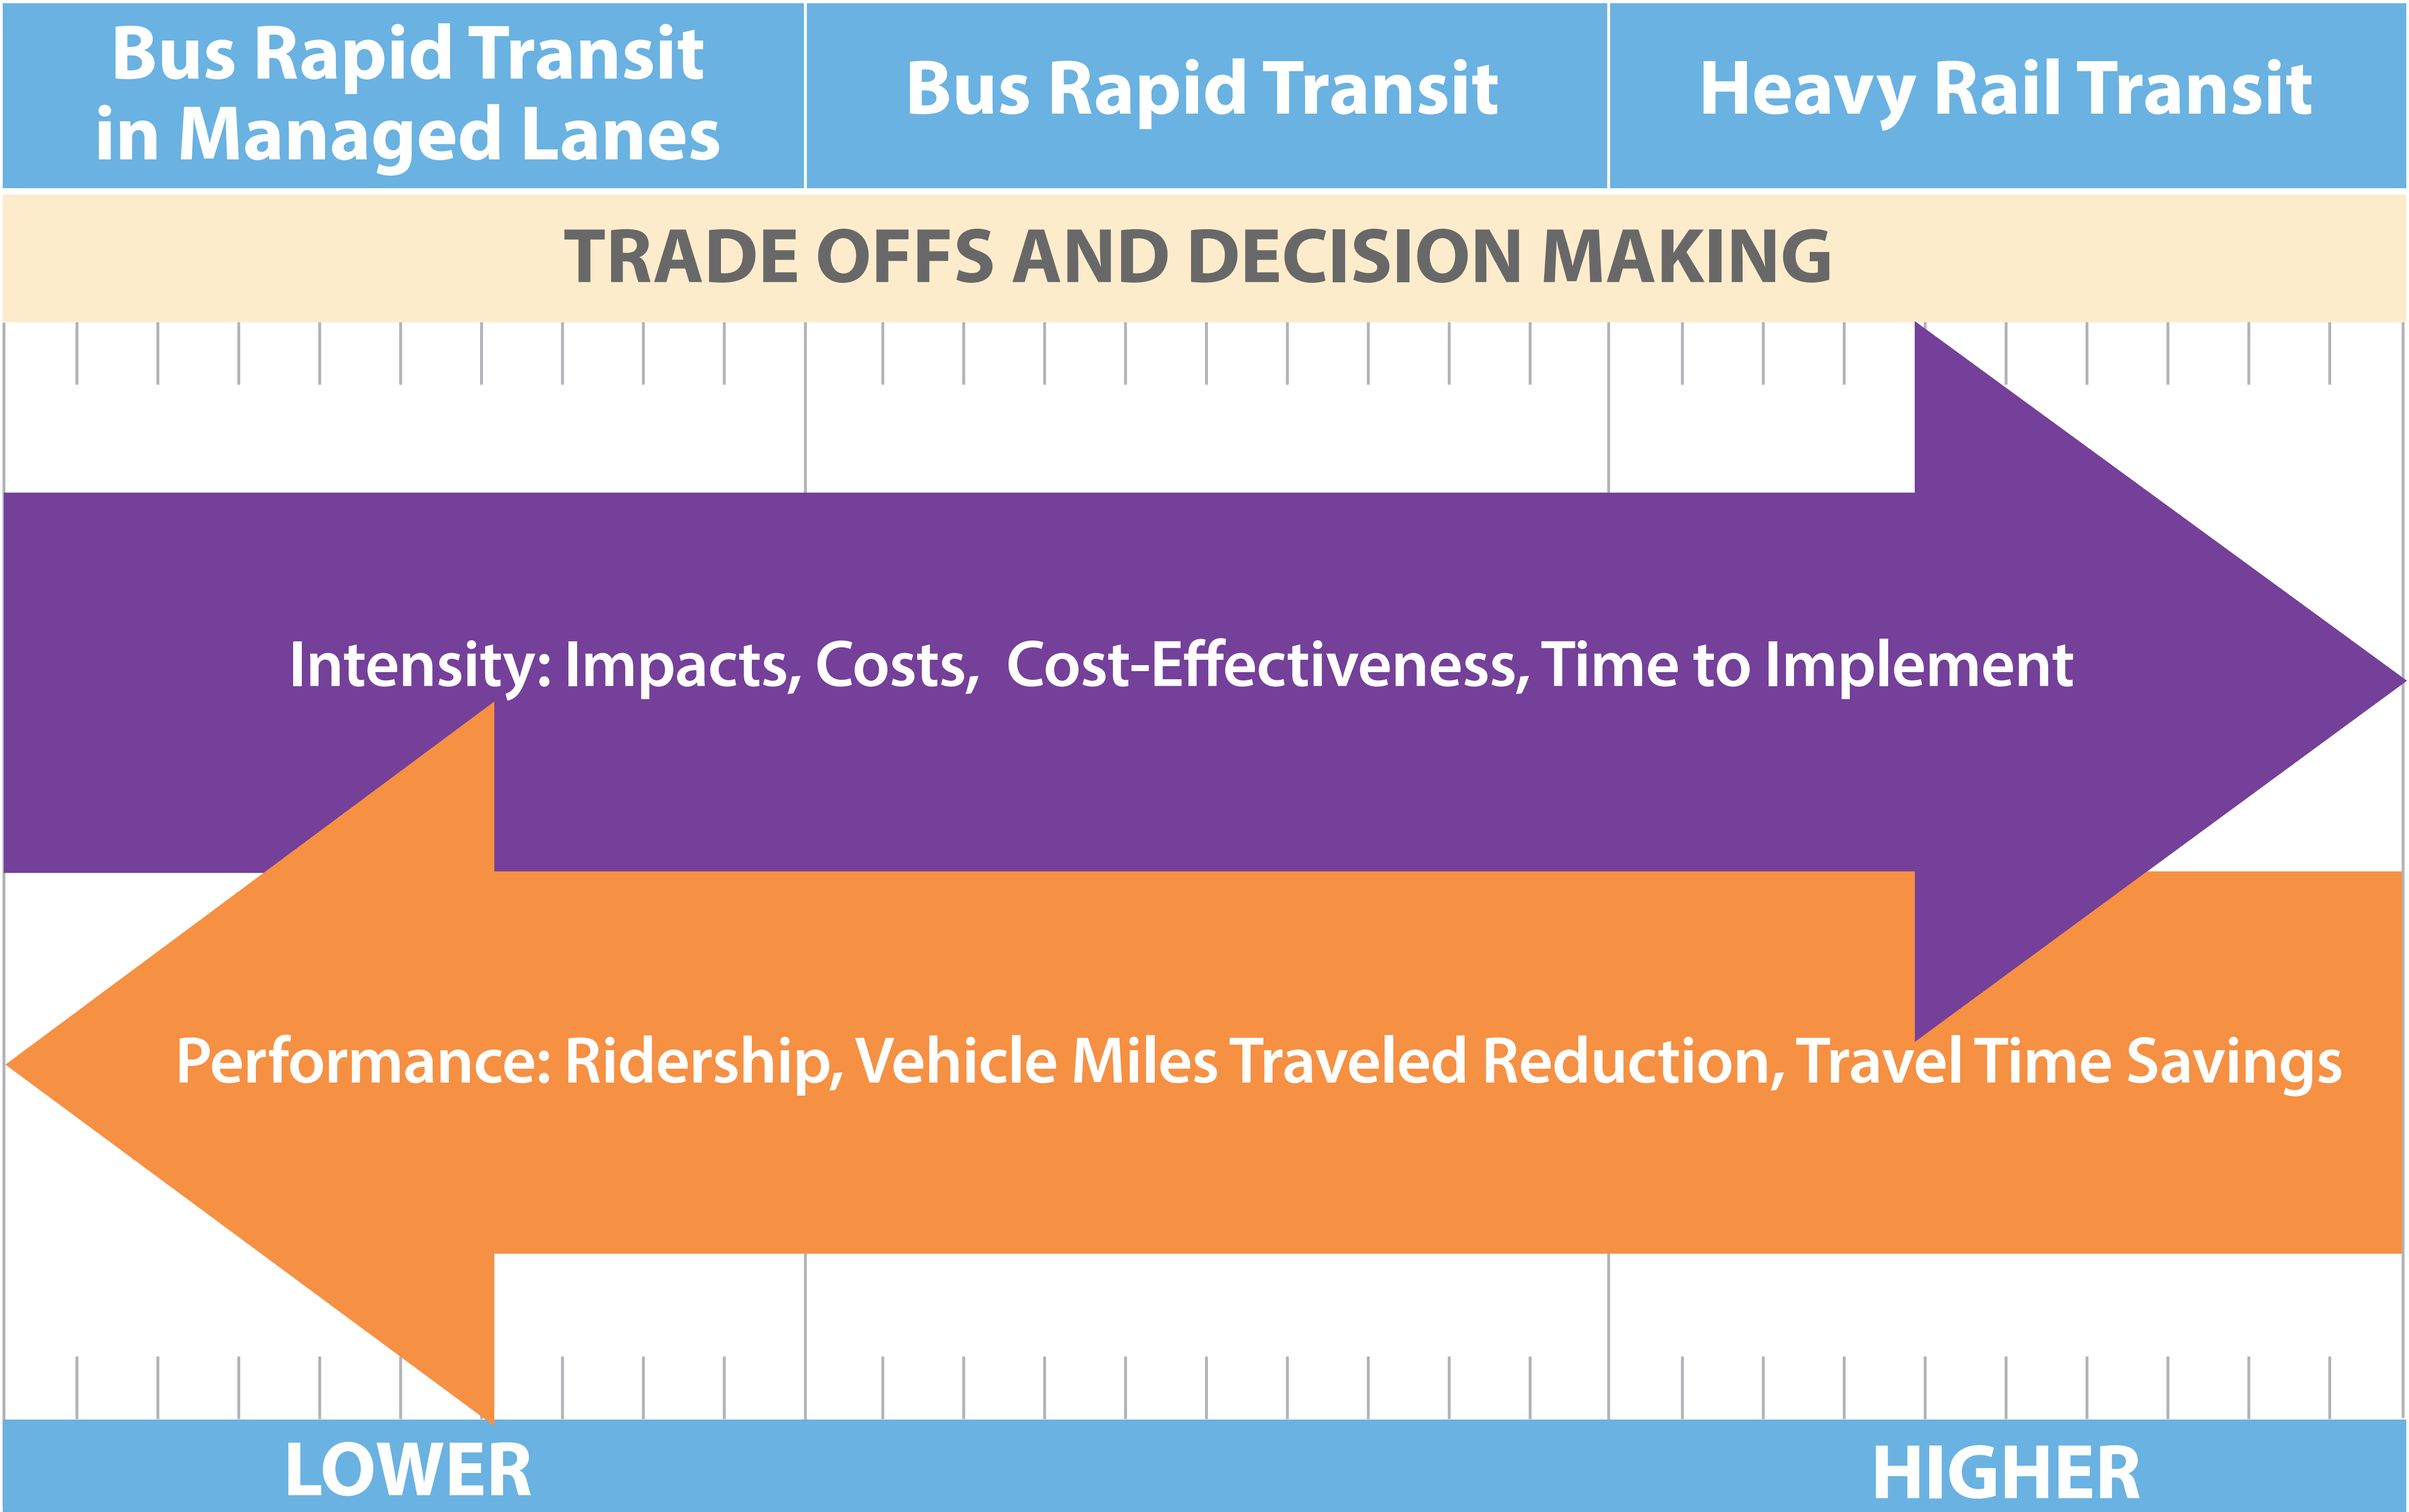 Bus Rapid Transit
in Managed Lanes
Bus Rapid Transit
Heavy Rail Transit
TRADE OFFS AND DECISION MAKING
Intensity: Impacts, Costs, Cost-Effectiveness, Time to Implement
Performance: Ridership, Vehicle Miles Traveled Reduction, Travel Time Savings
LOWER
HIGHER